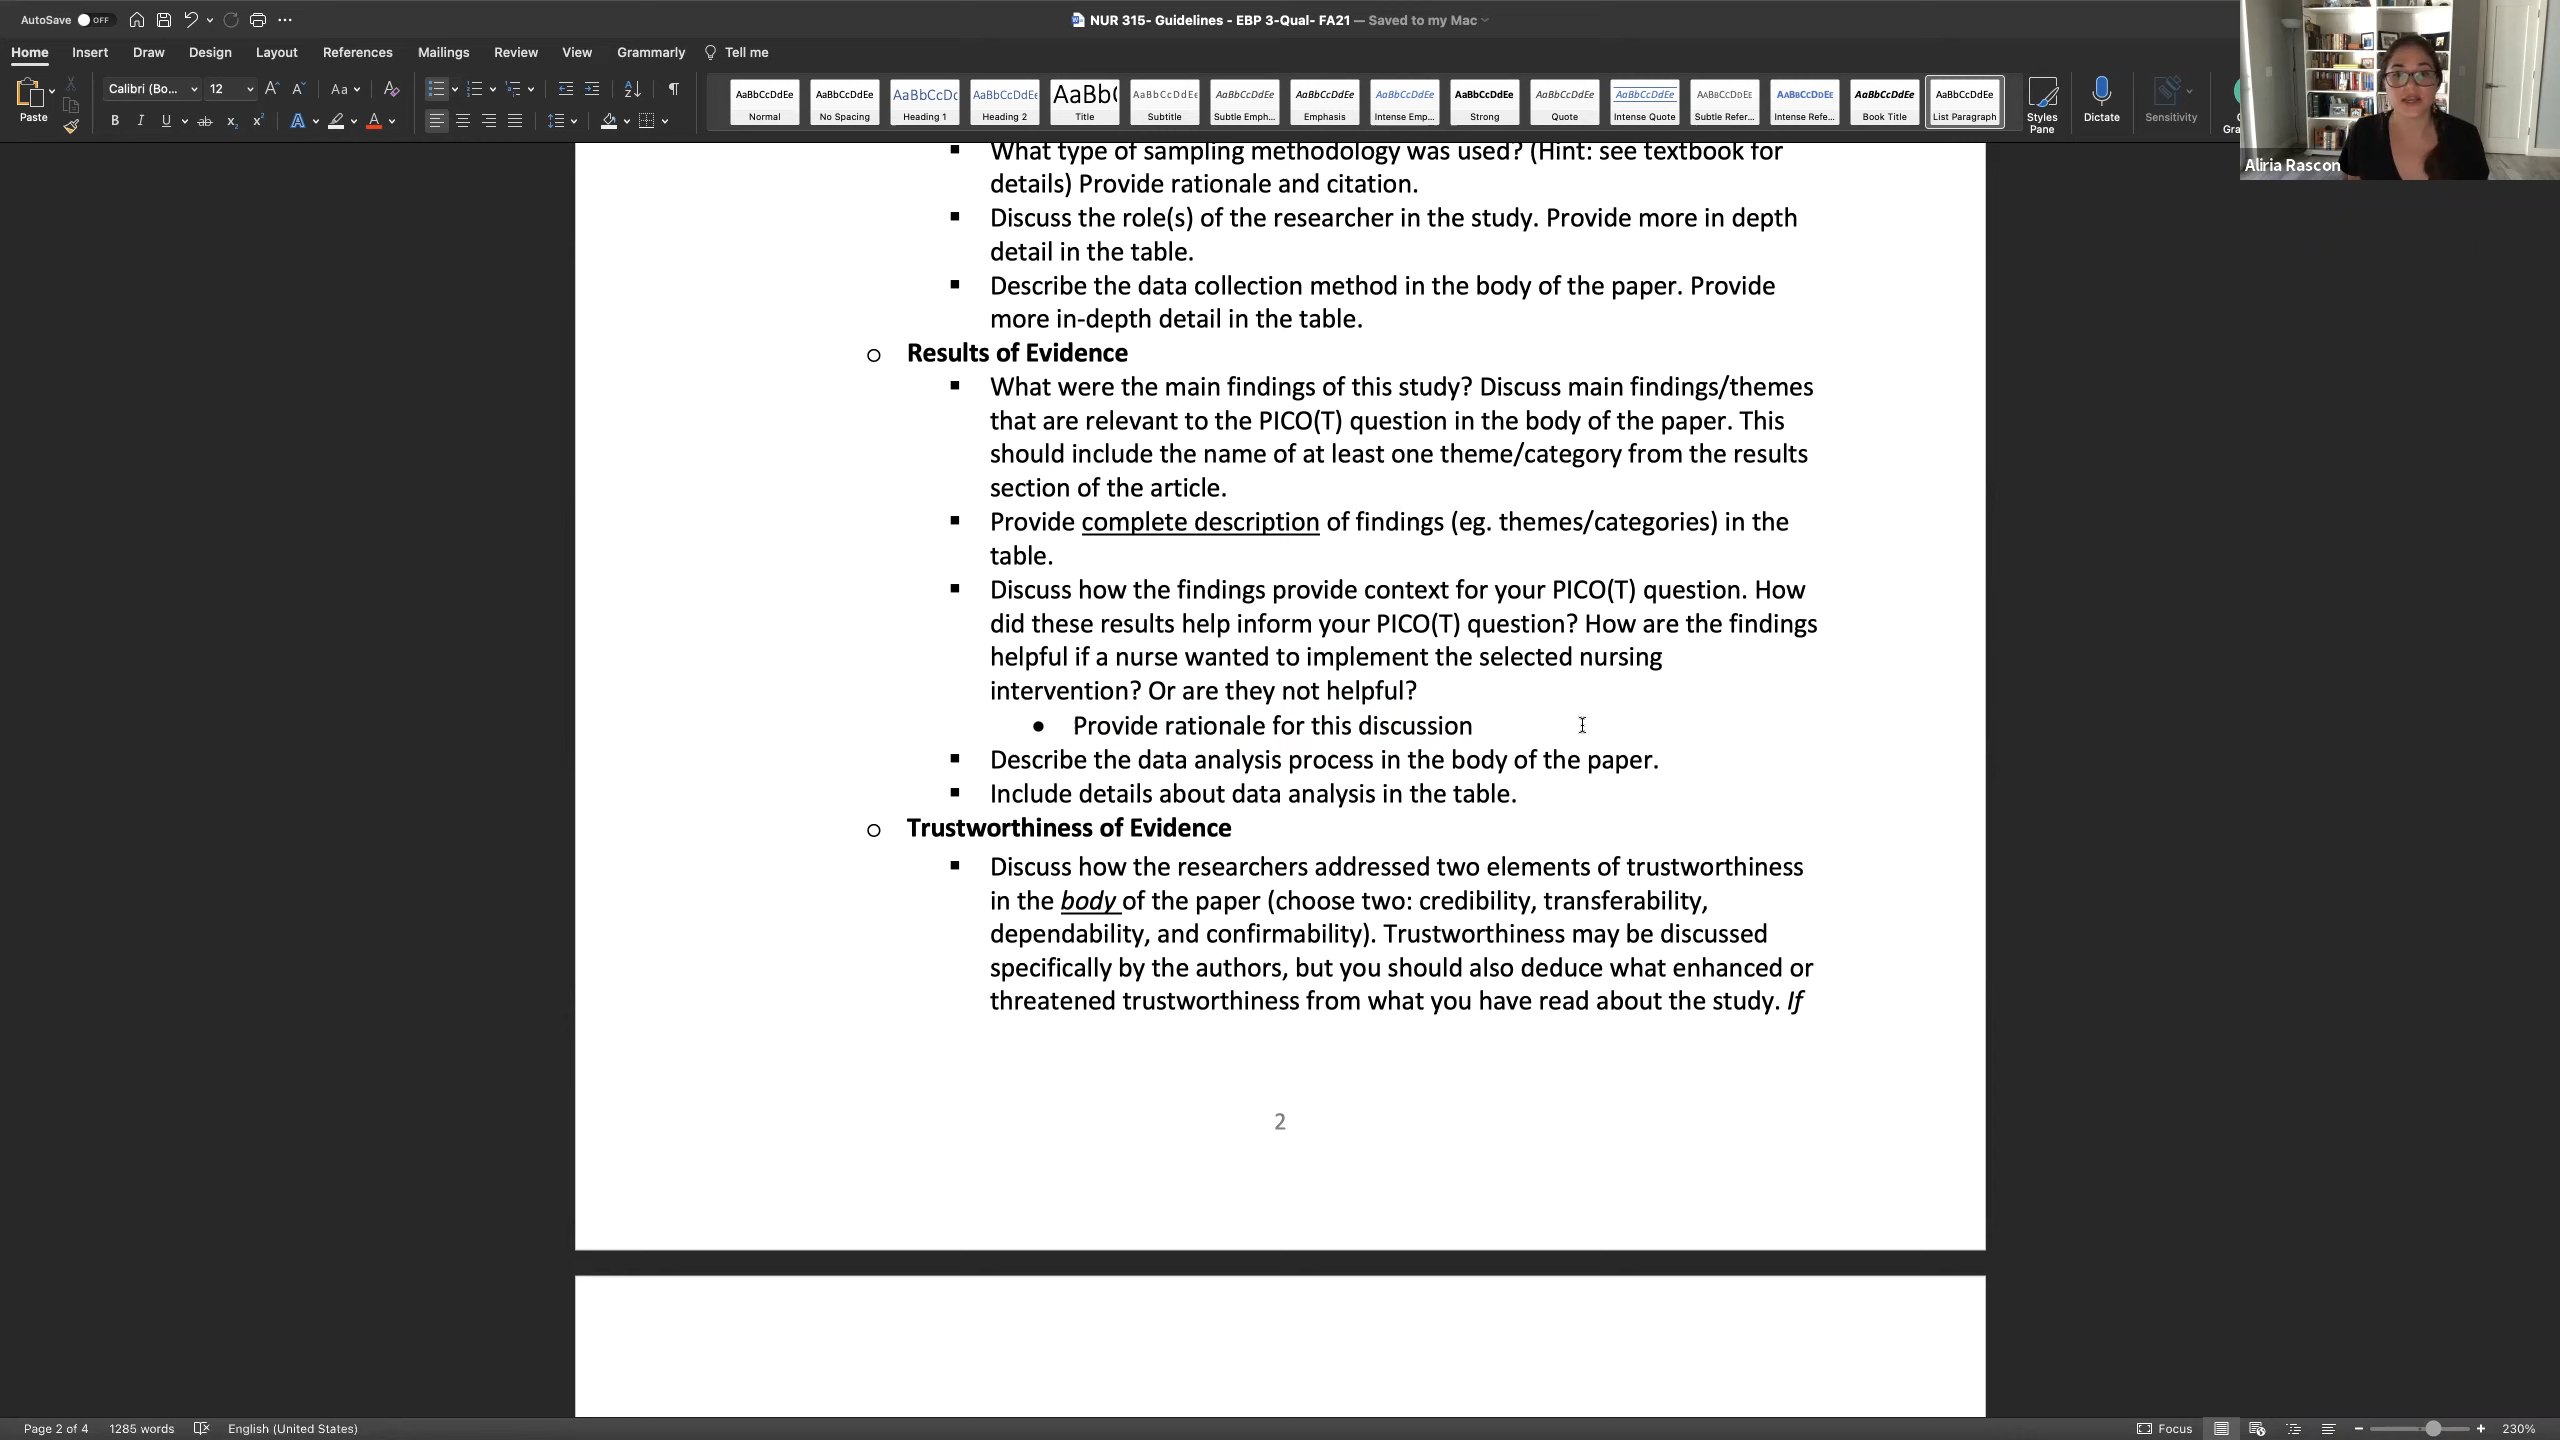 AutoSave OFF
NUR 315- Guidelines - EBP 3-Qual- FA21 — Saved to my Mac
Home Insert Draw Design Layout References Mailings Review View Grammarly Tell me
Paste
Calibri (Bo... 12
AaBbCcDdEe AaBbCcDdEe AaBbCcDc AaBbCcDdEe AaBb( AaBbCcDdEe AaBbCcDdEe AaBbCcDdEe AaBbCcDdEe AaBbCcDdEe AaBbCcDdEe AaBbCcDdEe AaBbCcDdEe AaBbCcDdEe AaBbCcDdEe AaBbCcDdEe
Normal No Spacing Heading 1 Heading 2 Title Subtitle Subtle Emph... Emphasis Intense Emp... Strong Quote Intense Quote Subtle Refer... Intense Refe... Book Title List Paragraph
Styles Pane
Dictate
Sensitivity
Aliria Rascon
What type of sampling methodology was used? (Hint: see textbook for
details) Provide rationale and citation.
Discuss the role(s) of the researcher in the study. Provide more in depth
detail in the table.
Describe the data collection method in the body of the paper. Provide
more in-depth detail in the table.
Results of Evidence
What were the main findings of this study? Discuss main findings/themes
that are relevant to the PICO(T) question in the body of the paper. This
should include the name of at least one theme/category from the results
section of the article.
Provide complete description of findings (eg. themes/categories) in the
table.
Discuss how the findings provide context for your PICO(T) question. How
did these results help inform your PICO(T) question? How are the findings
helpful if a nurse wanted to implement the selected nursing
intervention? Or are they not helpful?
Provide rationale for this discussion
Describe the data analysis process in the body of the paper.
Include details about data analysis in the table.
Trustworthiness of Evidence
Discuss how the researchers addressed two elements of trustworthiness
in the body of the paper (choose two: credibility, transferability,
dependability, and confirmability). Trustworthiness may be discussed
specifically by the authors, but you should also deduce what enhanced or
threatened trustworthiness from what you have read about the study. If
2
Page 2 of 4 1285 words English (United States) Focus 230%